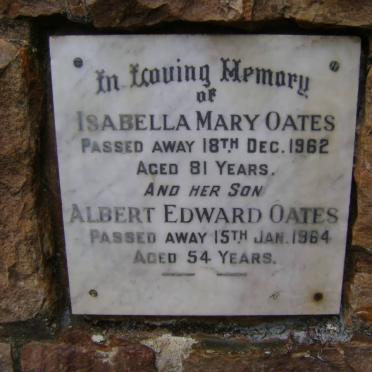 In Loving Memory
of
ISABELLA MARY OATES
PASSED AWAY 18TH DEC. 1962
AGED 81 YEARS.
AND HER SON
ALBERT EDWARD OATES
PASSED AWAY 15TH JAN. 1964
AGED 54 YEARS.